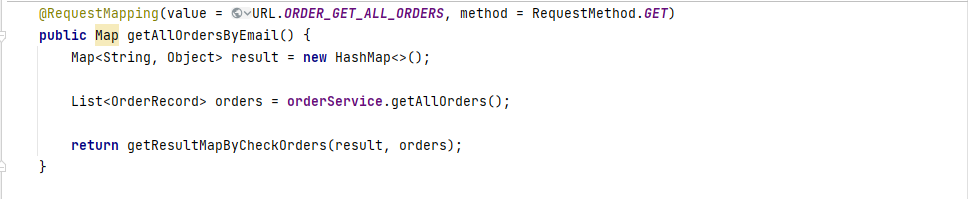 @RequestMapping(value = URL.ORDER_GET_ALL_ORDERS, method = RequestMethod.GET)
public Map getAllOrdersByEmail() {
Map<String, Object> result = new HashMap<>();
List<OrderRecord> orders = orderService.getAllOrders();
return getResultMapByCheckOrders(result, orders);
}